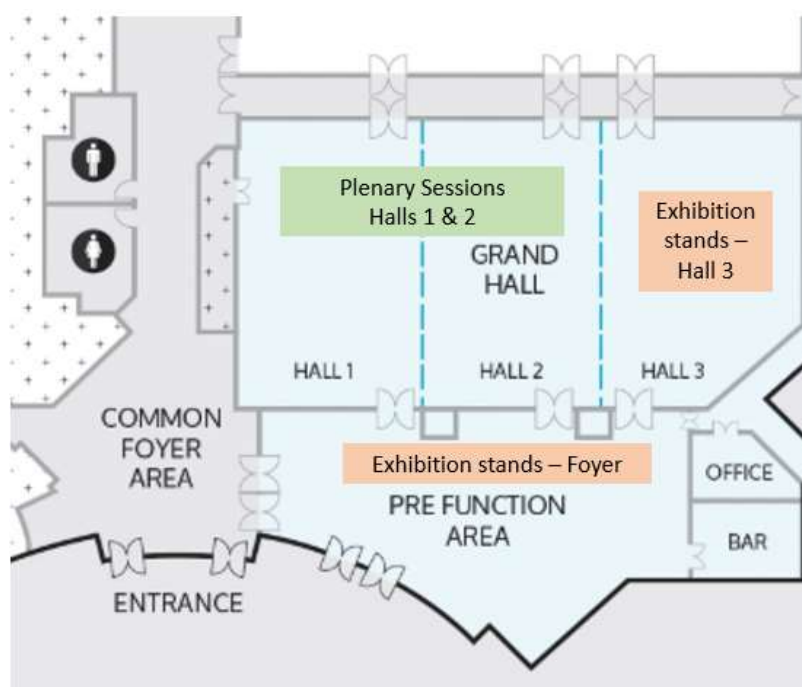 Plenary Sessions
Halls 1 & 2
Exhibition
stands –
Hall 3
GRAND
HALL
HALL 1
HALL 2
HALL 3
COMMON
FOYER
AREA
Exhibition stands – Foyer
PRE FUNCTION
AREA
OFFICE
BAR
ENTRANCE